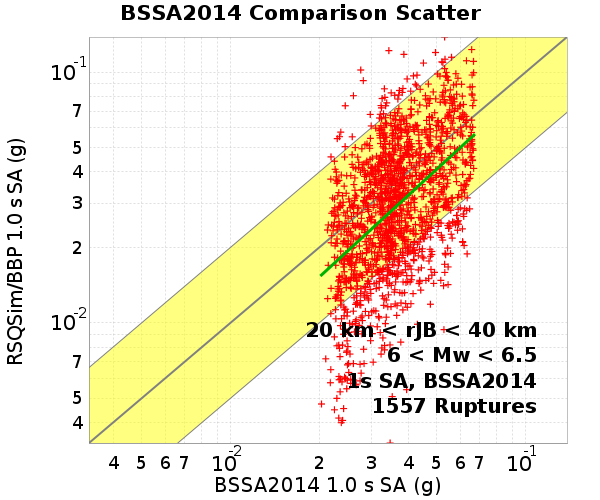 BSSA2014 Comparison Scatter
RSQSim/BBP 1.0 s SA (g)
10⁻¹
7
5
4
3
2
10⁻²
7
5
4
20 km < rJB < 40 km
6 < Mw < 6.5
1s SA, BSSA2014
1557 Ruptures
4 5 6 7 10⁻² 2 3 4 5 6 7 10⁻¹
BSSA2014 1.0 s SA (g)